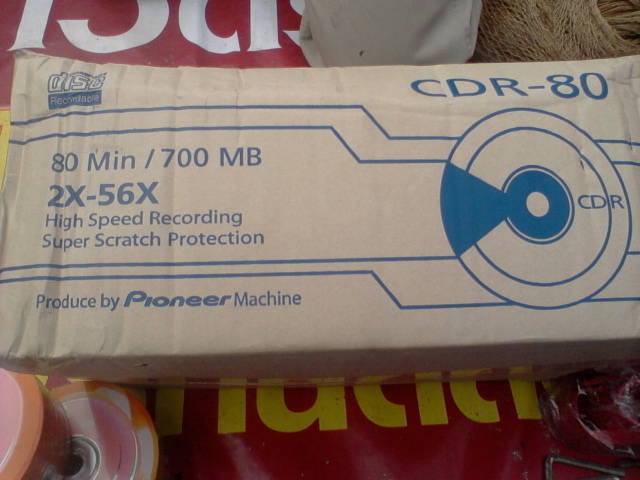 DISC
Recordable
CDR-80
80 Min / 700 MB
2X-56X
High Speed Recording
Super Scratch Protection
CDR
Produce by Pioneer Machine